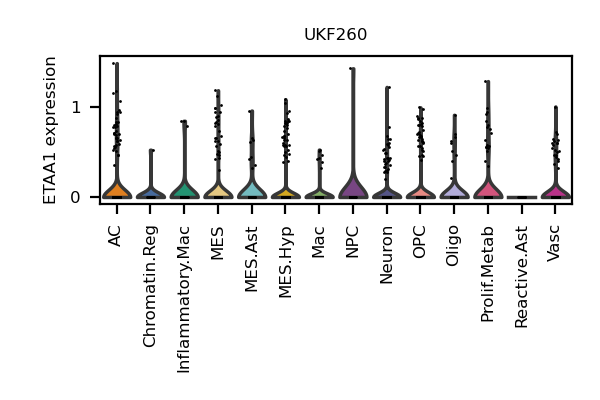 UKF260
ETAA1 expression
1
0
AC
Chromatin.Reg
Inflammatory.Mac
MES
MES.Ast
MES.Hyp
Mac
NPC
Neuron
OPC
Oligo
Prolif.Metab
Reactive.Ast
Vasc